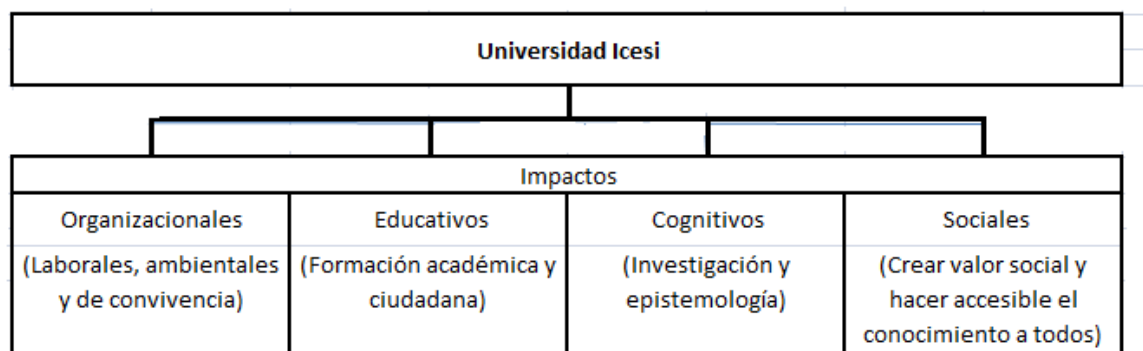 Universidad Icesi
Impactos
Organizacionales
Educativos
Cognitivos
Sociales
(Laborales, ambientales
y de convivencia)
(Formación académica y
ciudadana)
(Investigación y
epistemología)
(Crear valor social y
hacer accesible el
conocimiento a todos)